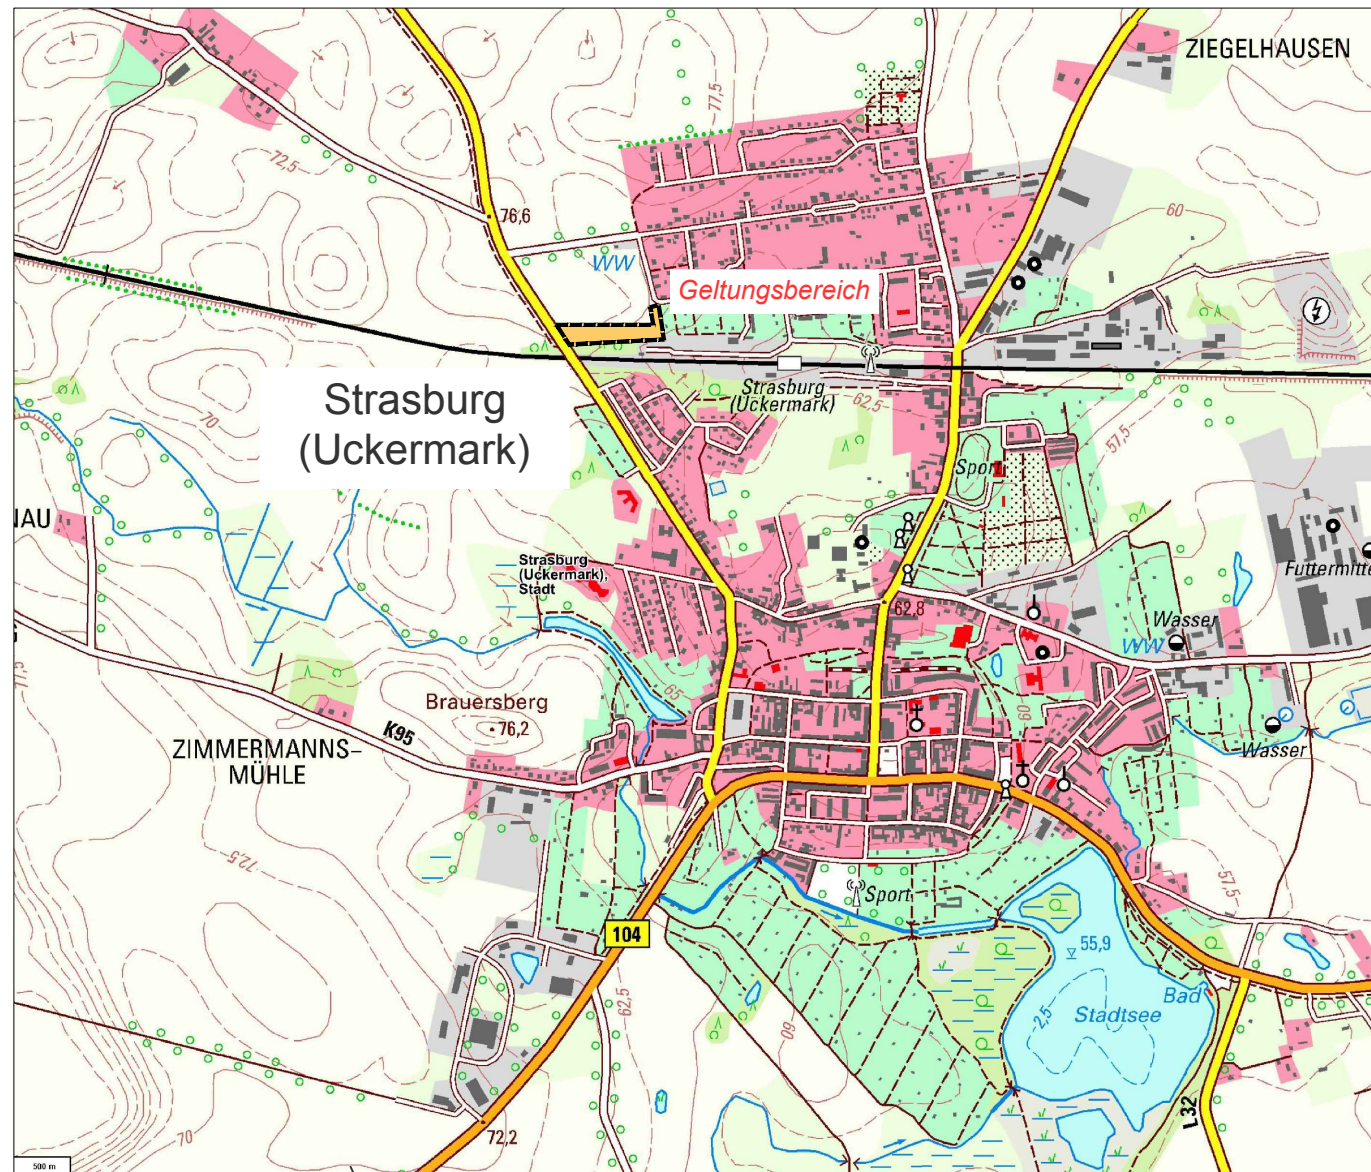 ZIEGELHAUSEN
77,5
72,5
76,6
60
WW
Geltungsbereich
Strasburg
(Uckermark)
Strasburg
(Uckermark)
62,5
70
57,5
Sport
NAU
Strasburg
(Uckermark),
Stadt
Futtermitte
62,8
Wasser
WW
65
Brauersberg
76,2
K95
60
ZIMMERMANNS-
MÜHLE
Wasser
72,5
57,5
Sport
104
55,9
62,5
Bad
2,5
Stadtsee
60
L32
72,2
70
500 m